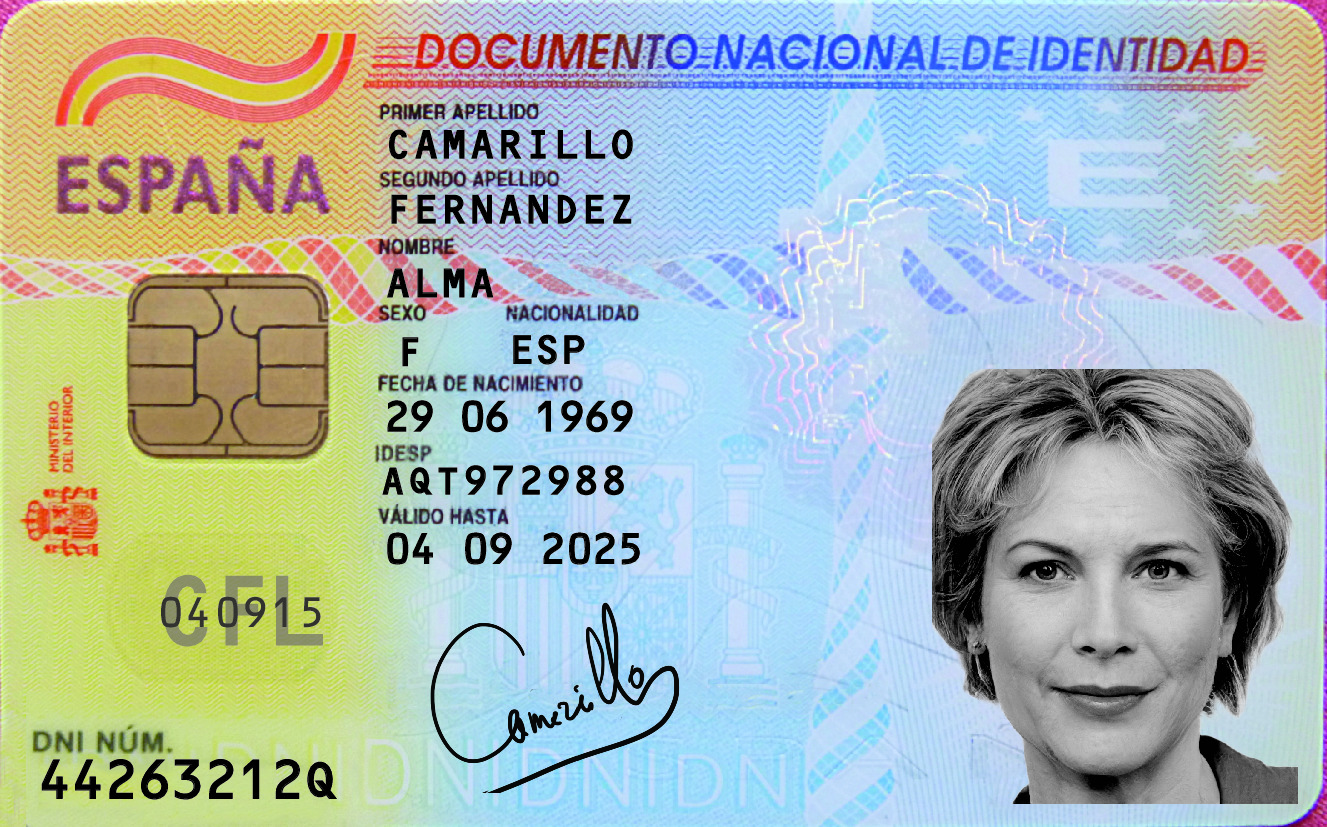 DOCUMENTO NACIONAL DE IDENTIDAD
ESPAÑA
PRIMER APELLIDO
CAMARILLO
SEGUNDO APELLIDO
FERNANDEZ
NOMBRE
ALMA
SEXO NACIONALIDAD
F ESP
FECHA DE NACIMIENTO
29 06 1969
IDESP
AQT972988
VÁLIDO HASTA
04 09 2025
MINISTERIO
DEL INTERIOR
E
CFL
040915
Camarillo
DNI NÚM.
44263212Q
DNIDNIDNIDNI